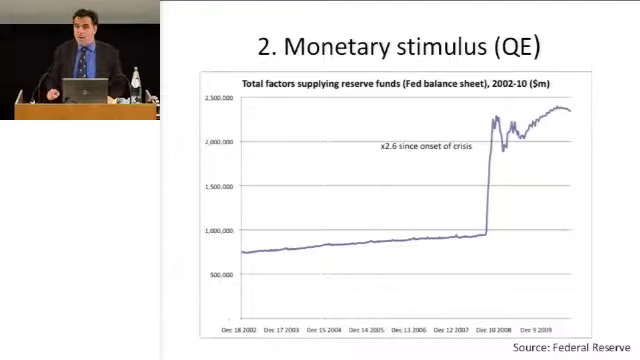 2. Monetary stimulus (QE)
Total factors supplying reserve funds (Fed balance sheet), 2002-10 ($m)
2,500,000
x2.6 since onset of crisis
2,000,000
1,500,000
1,000,000
500,000
-
Dec 18 2002 Dec 17 2003 Dec 15 2004 Dec 14 2005 Dec 13 2006 Dec 12 2007 Dec 10 2008 Dec 9 2009
Source: Federal Reserve